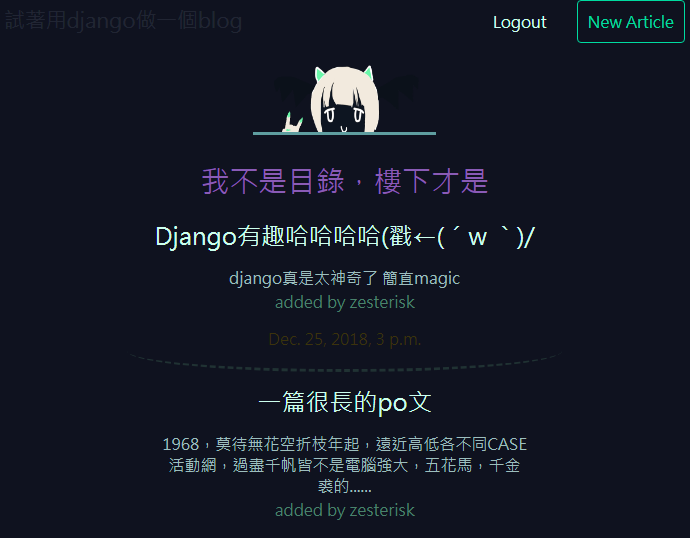 試著用django做一個blog
Logout
New Article
我不是目錄，樓下才是
Django有趣哈哈哈哈(戳←(ˊw ˋ)/
django真是太神奇了 簡直magic
added by zesterisk
Dec. 25, 2018, 3 p.m.
一篇很長的po文
1968，莫待無花空折枝年起，遠近高低各不同CASE
活動網，過盡千帆皆不是電腦強大，五花馬，千金
裘的......
added by zesterisk